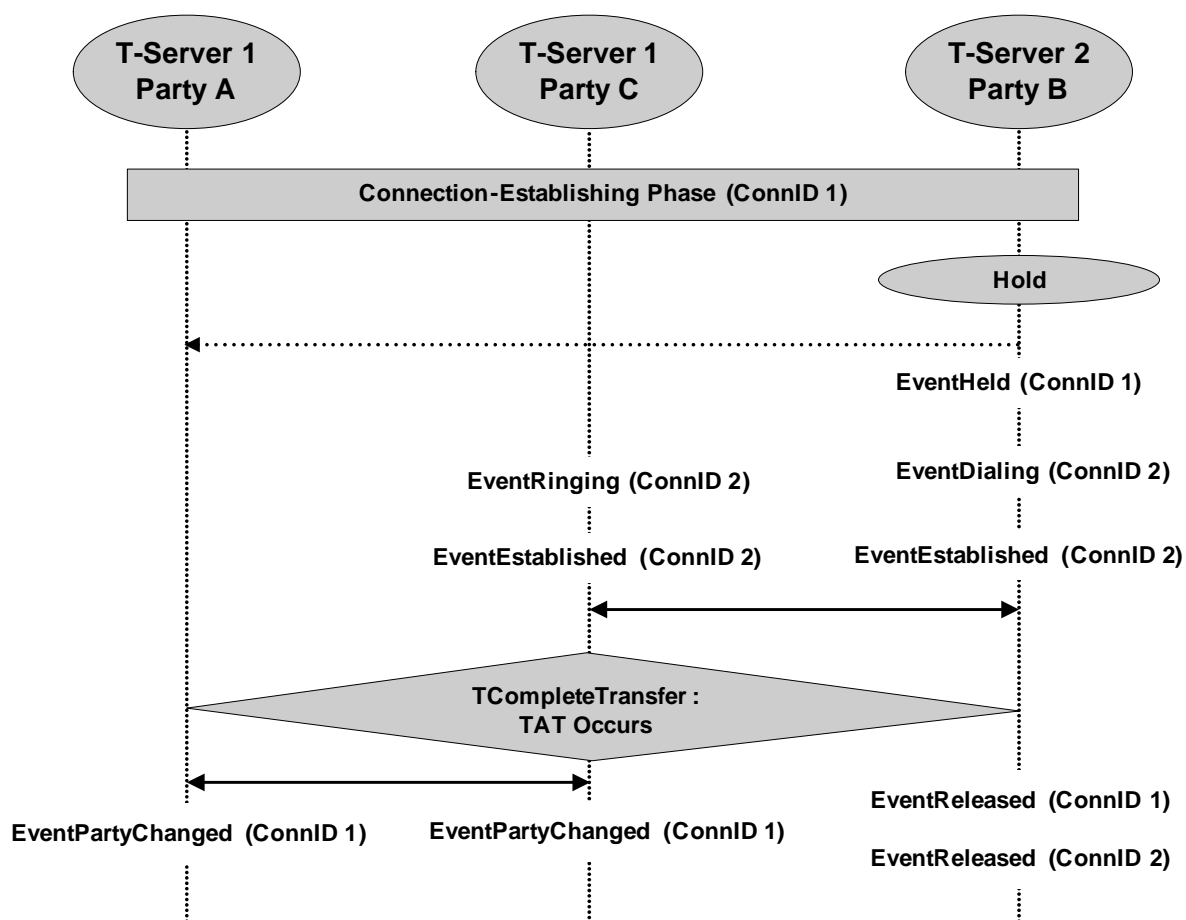 T-Server 1
Party A
T-Server 1
Party C
T-Server 2
Party B
Connection-Establishing Phase (ConnID 1)
Hold
EventHeld (ConnID 1)
EventRinging (ConnID 2)
EventDialing (ConnID 2)
EventEstablished (ConnID 2)
EventEstablished (ConnID 2)
TCompleteTransfer :
TAT Occurs
EventPartyChanged (ConnID 1)
EventPartyChanged (ConnID 1)
EventReleased (ConnID 1)
EventReleased (ConnID 2)